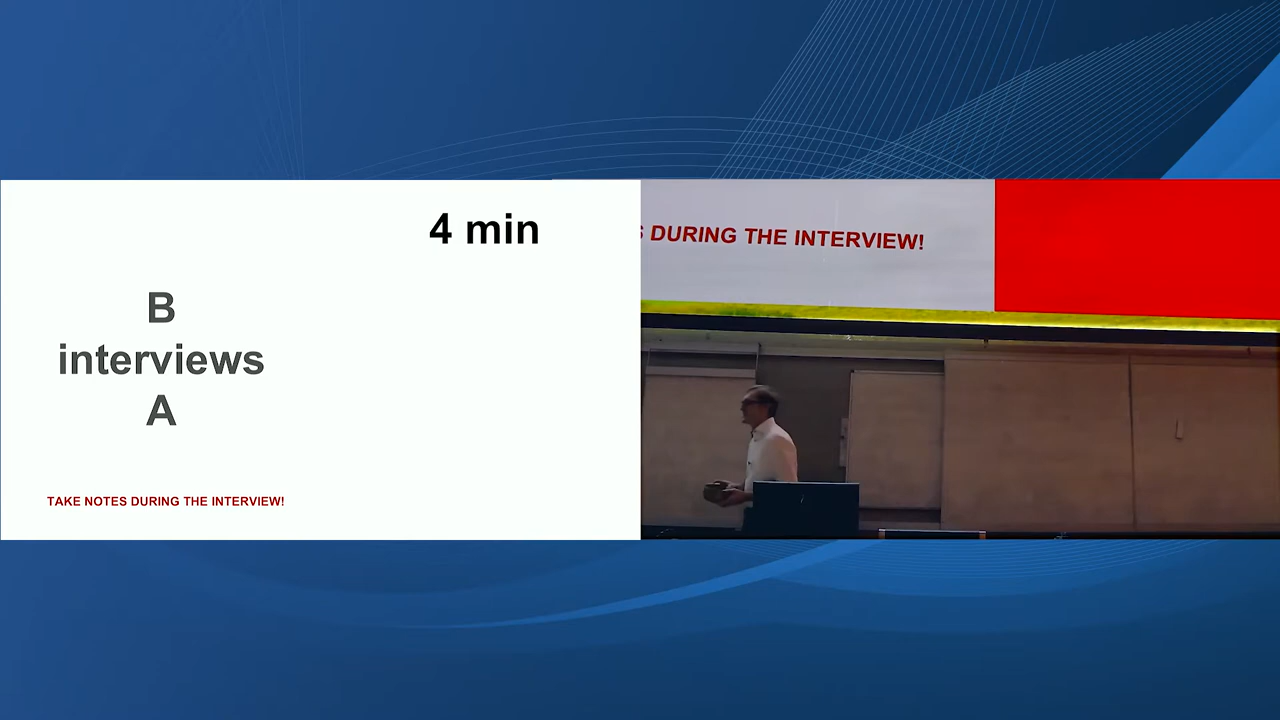 4 min
B
interviews
A
TAKE NOTES DURING THE INTERVIEW!
DURING THE INTERVIEW!